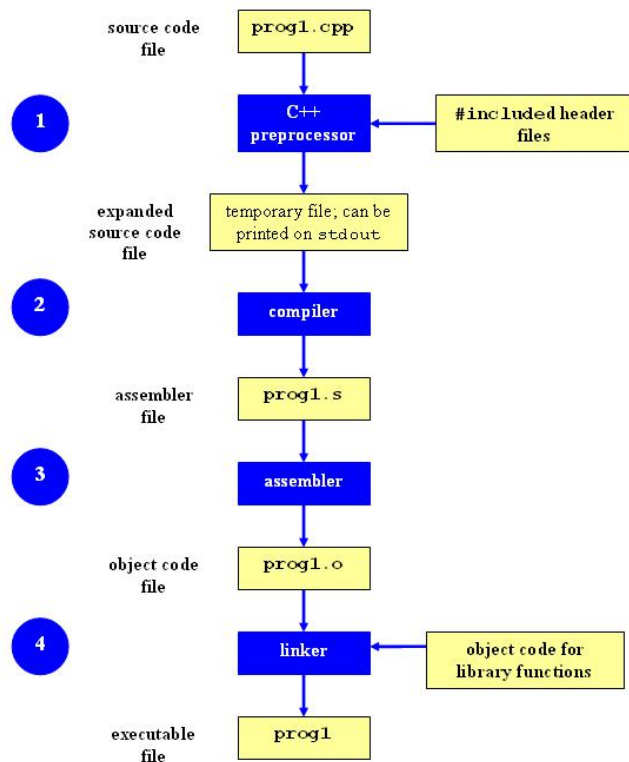 source code
file
prog1.cpp
1
C++
preprocessor
#included header
files
expanded
source code
file
temporary file; can be
printed on stdout
2
compiler
assembler
file
prog1.s
3
assembler
object code
file
prog1.o
4
linker
object code for
library functions
executable
file
prog1